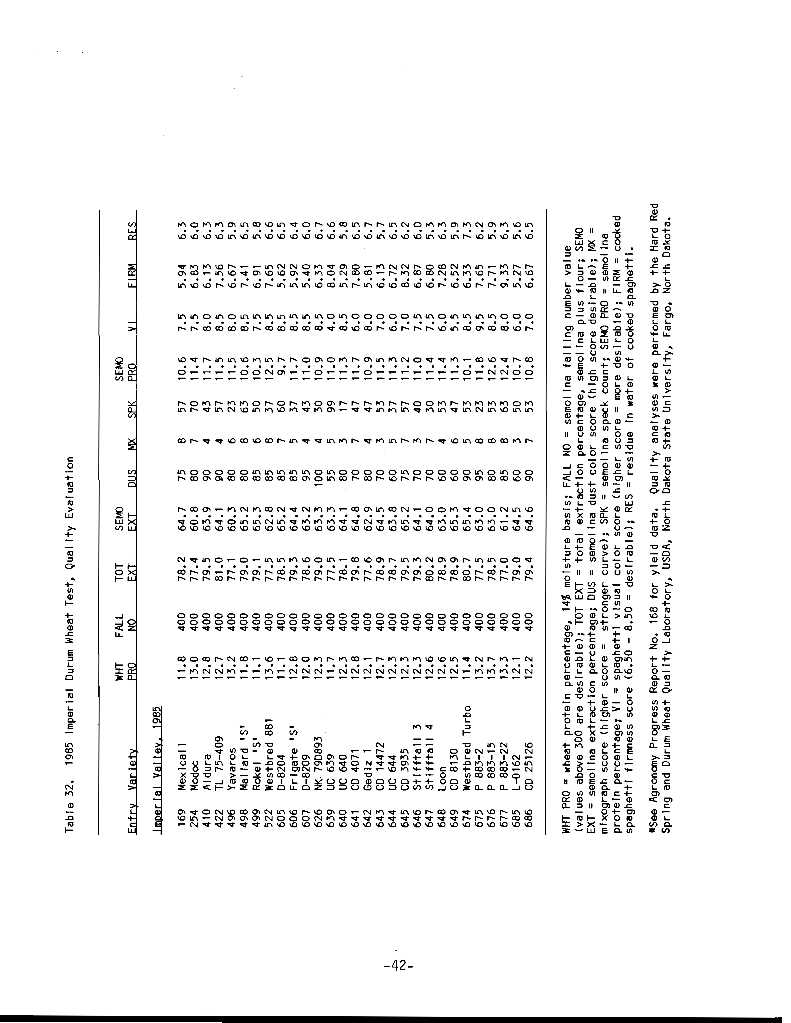 Table 32. 1985 Imperial Durum Wheat Test, Quality Evaluation
WHT FALL TOT SEMO SEMO
Entry Variety PRO NO EXT EXT DUS MX SPK PRO VI FIRM RES
Imperial Valley, 1985
169 Mexicali 11.8 400 78.2 64.7 75 8 57 10.6 7.5 5.94 6.3
254 Modoc 13.0 400 77.4 60.8 80 7 70 11.4 7.5 6.83 6.0
410 Aldura 12.8 400 79.5 63.9 90 4 43 11.7 8.0 6.13 6.3
422 TL 75-409 12.7 400 81.0 64.1 90 4 57 11.5 8.5 7.56 6.3
496 Yavaros 13.2 400 77.1 60.3 80 6 23 11.5 8.0 6.67 5.9
498 Mallard 'S' 11.8 400 79.0 65.2 80 8 63 10.6 8.5 7.41 6.5
499 Rokel 'S' 11.1 400 79.1 65.3 85 6 50 10.3 7.5 6.91 5.8
522 Westbred 881 13.6 400 77.5 62.8 85 8 37 12.5 8.5 7.65 6.6
605 D-8204 11.1 400 78.5 65.2 85 7 60 9.7 8.5 5.62 6.5
606 Frigate 'S' 12.8 400 79.3 64.4 85 5 37 11.7 8.5 5.92 6.4
607 D-8209 12.0 400 78.6 63.2 95 4 43 11.0 8.5 5.40 6.0
626 NK 79D893 12.3 400 79.0 63.3 100 4 30 10.9 8.5 6.33 6.7
639 UC 639 11.7 400 77.5 63.3 55 5 99 11.0 4.0 8.04 6.6
640 UC 640 12.3 400 78.1 64.1 80 3 17 11.3 8.5 5.29 5.8
641 CD 4071 12.8 400 79.8 64.8 70 7 47 11.7 6.0 7.80 6.5
642 Gediz 1 12.1 400 77.6 62.9 80 4 47 10.9 8.0 5.81 6.7
643 CD 14472 12.7 400 78.9 64.5 70 3 53 11.5 7.0 6.13 5.7
644 UC 644 12.3 400 78.7 63.8 60 5 37 11.3 6.0 6.72 6.5
645 CD 3935 12.3 400 79.5 65.2 75 7 57 11.2 7.0 8.32 6.2
646 Stifftail 3 12.3 400 79.3 64.1 70 3 40 11.0 7.5 6.87 6.0
647 Stifftail 4 12.6 400 80.2 64.0 70 7 30 11.4 7.5 6.80 5.3
648 Loon 12.6 400 78.9 63.0 60 4 53 11.4 6.0 7.28 6.3
649 CD 8130 12.5 400 78.9 65.3 60 6 47 11.3 5.5 6.52 5.9
674 Westbred Turbo 11.4 400 80.7 65.4 90 5 53 10.1 8.5 6.33 7.3
675 P 883-2 13.2 400 77.5 63.0 95 8 23 11.8 9.5 7.65 6.2
676 P 883-15 13.7 400 78.5 63.0 80 8 53 12.6 8.5 7.71 5.9
677 P 883-22 13.3 400 77.0 61.2 85 8 63 12.4 8.0 9.33 6.3
685 L-0162 12.1 400 79.0 64.5 60 3 50 10.7 6.0 5.27 5.6
686 CD 25126 12.2 400 79.4 64.6 90 7 53 10.8 7.0 6.67 6.5
WHT PRO = wheat protein percentage, 14% moisture basis; FALL NO = semolina falling number value
(values above 300 are desirable); TOT EXT = total extraction percentage, semolina plus flour; SEMO
EXT = semolina extraction percentage; DUS = semolina dust color score (high score desirable); MX =
mixograph score (higher score = stronger curve); SPK = semolina speck count; SEMO PRO = semolina
protein percentage; VI = spaghetti visual color score (higher score = more desirable); FIRM = cooked
spaghetti firmness score (6.50 - 8.50 = desirable); RES = residue in water of cooked spaghetti.
*See Agronomy Progress Report No. 168 for yield data. Quality analyses were performed by the Hard Red
Spring and Durum Wheat Quality Laboratory, USDA, North Dakota State University, Fargo, North Dakota.
-42-